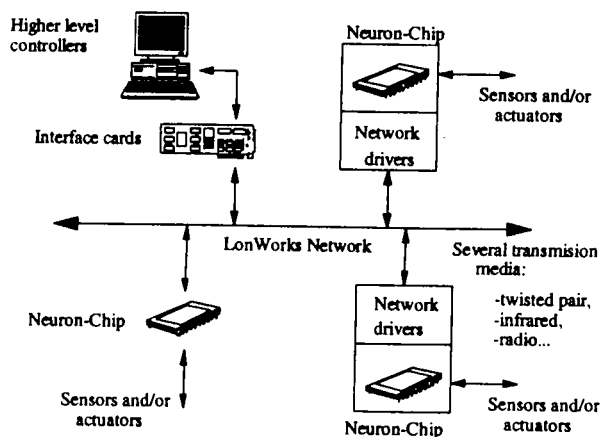 Higher level
controllers
Interface cards
Neuron-Chip
Network
drivers
Sensors and/or
actuators
LonWorks Network
Several transmision
media:
-twisted pair,
-infrared,
-radio...
Neuron-Chip
Sensors and/or
actuators
Network
drivers
Neuron-Chip
Sensors and/or
actuators